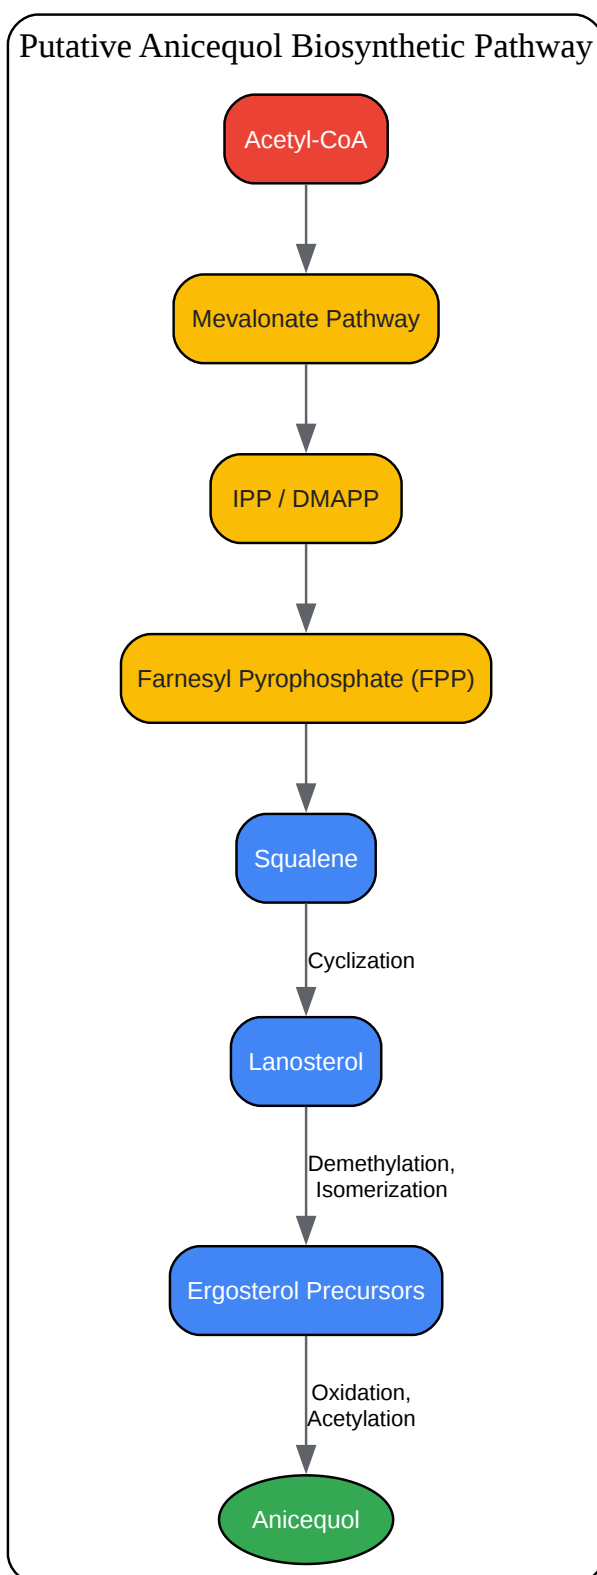 Putative Anicequol Biosynthetic Pathway
Acetyl-CoA
Mevalonate Pathway
IPP / DMAPP
Farnesyl Pyrophosphate (FPP)
Squalene
Cyclization
Lanosterol
Demethylation,
Isomerization
Ergosterol Precursors
Oxidation,
Acetylation
Anicequol